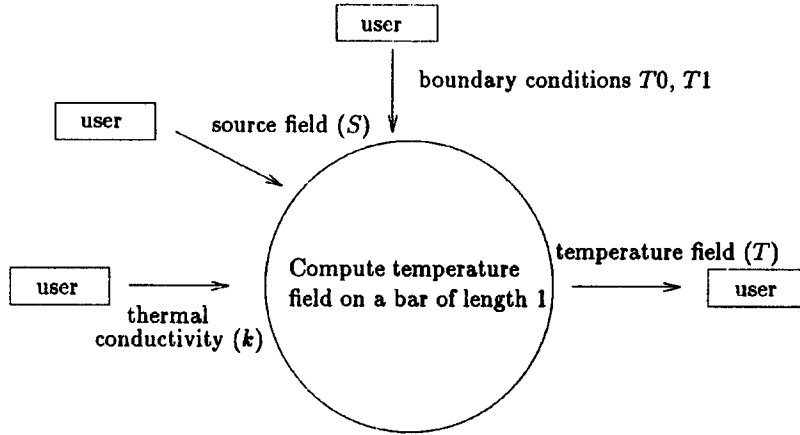 user
boundary conditions T0, T1
user
source field (S)
user
thermal
conductivity (k)
Compute temperature
field on a bar of length 1
temperature field (T)
user